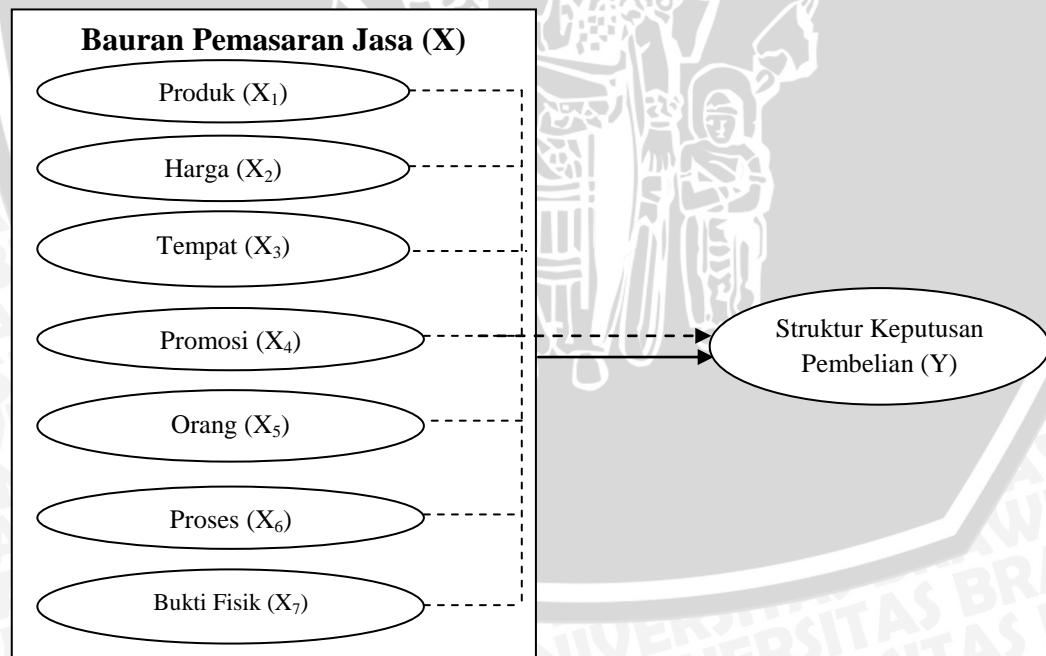 Bauran Pemasaran Jasa (X)
Produk (X₁)
Harga (X₂)
Tempat (X₃)
Promosi (X₄)
Orang (X₅)
Proses (X₆)
Bukti Fisik (X₇)
Struktur Keputusan
Pembelian (Y)